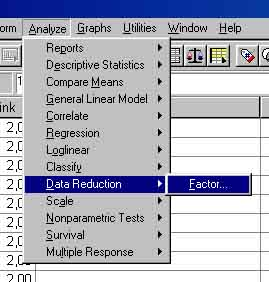 orm Analyze Graphs Utilities Window Help
Reports
Descriptive Statistics
Compare Means
General Linear Model
1
ink
Correlate
2,0
Regression
2,0
Loglinear
2,0
Classify
2,0
Data Reduction
Factor...
2,0
Scale
2,0
Nonparametric Tests
2,0
Survival
2,0
Multiple Response
2,00